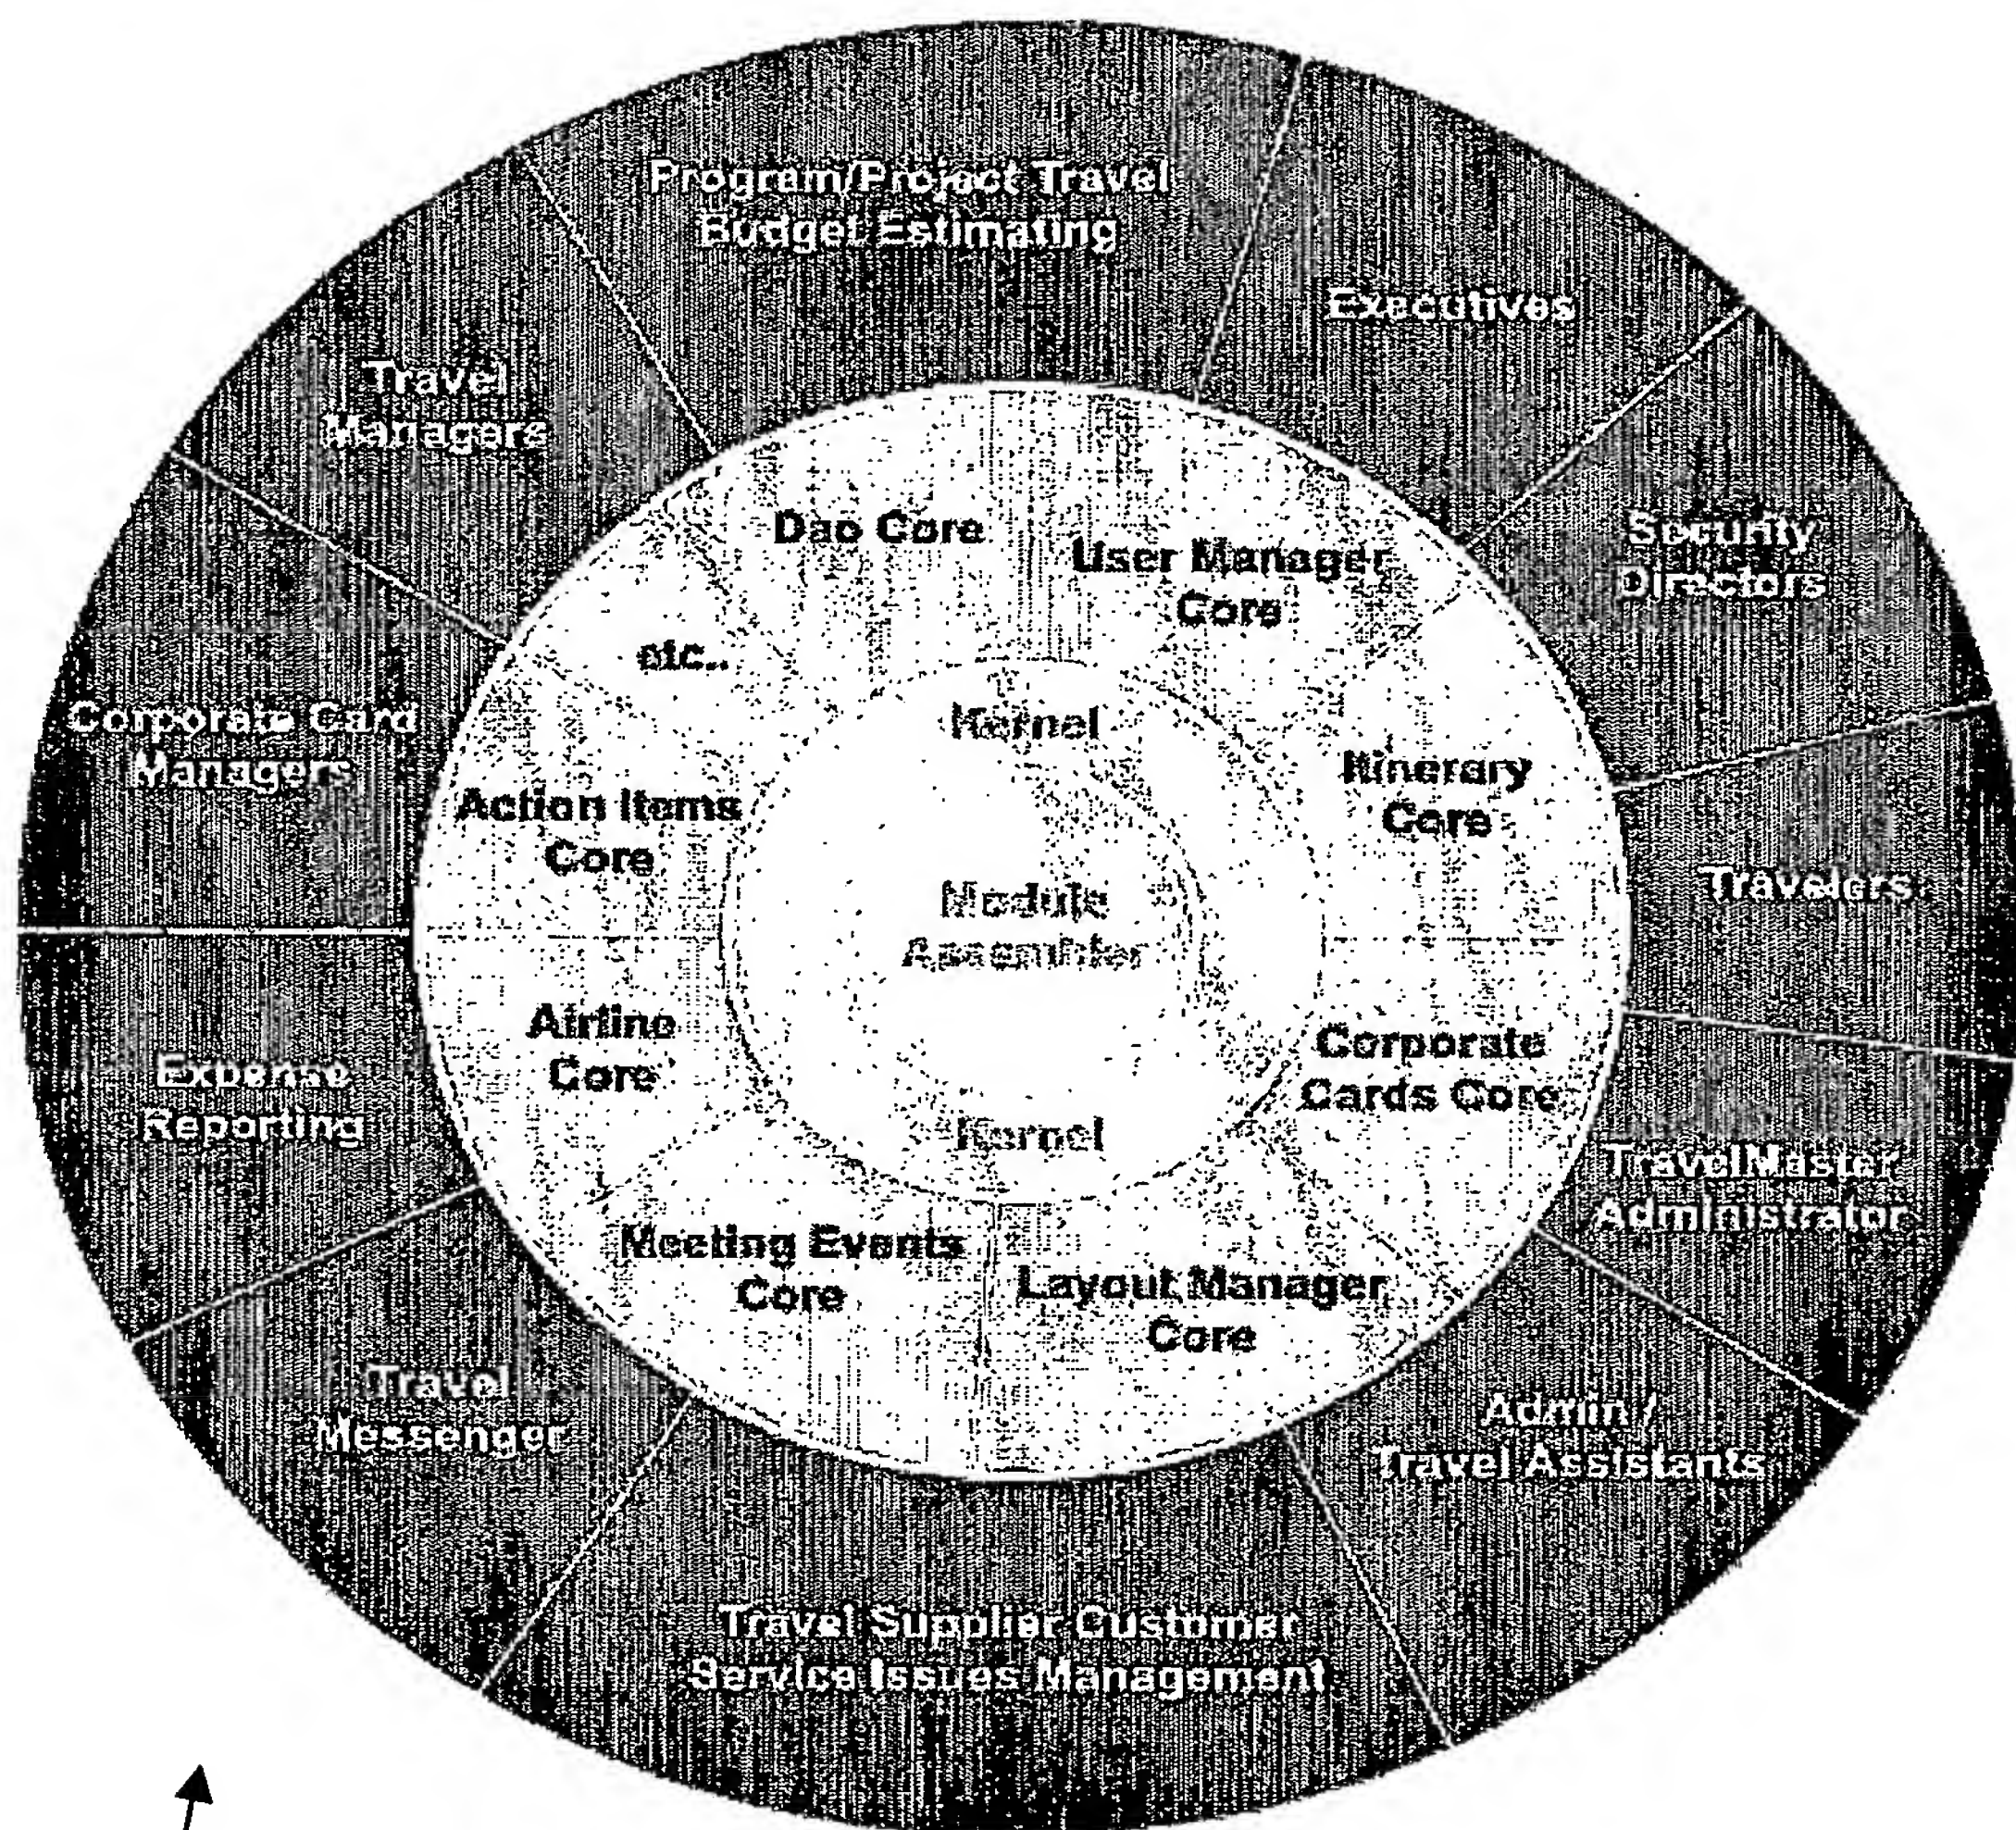 Program/Project Travel
Budget Estimating
Executives
Security
Directors
Travelers
TravelMaster
Administrator
Admin /
Travel Assistants
Travel Supplier Customer
Service Issues Management
Travel
Messenger
Expense
Reporting
Corporate Card
Managers
Travel
Managers
Dao Core
User Manager
Core
Itinerary
Core
Corporate
Cards Core
Layout Manager
Core
Meeting Events
Core
Airline
Core
Action Items
Core
etc..
Kernel
Module
Assembler
Kernel